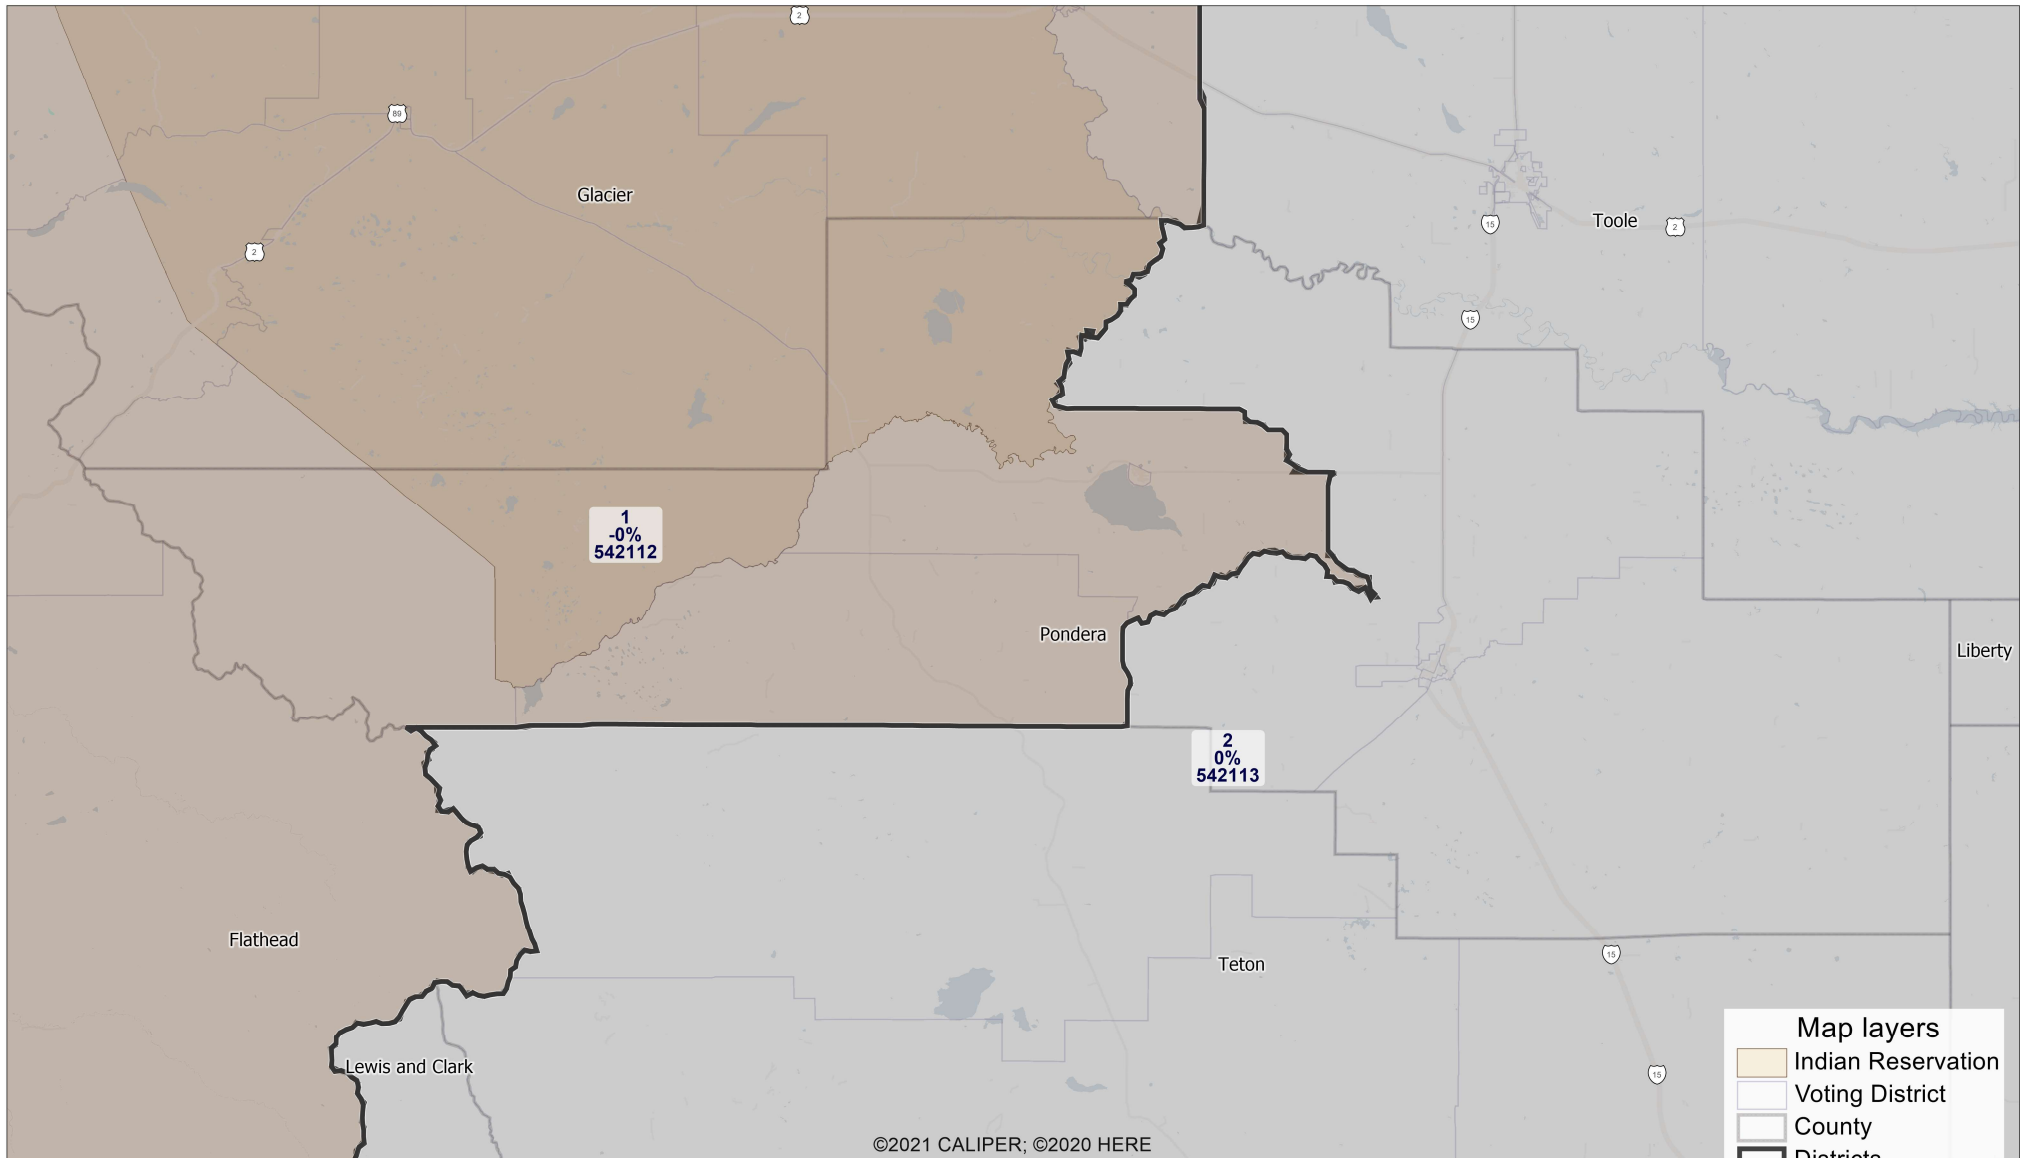 2
89
Glacier
15
Toole
2
2
15
1
-0%
542112
Pondera
Liberty
2
0%
542113
Flathead
15
Teton
Map layers
Indian Reservation
Lewis and Clark
15
Voting District
County
©2021 CALIPER; ©2020 HERE
Districts